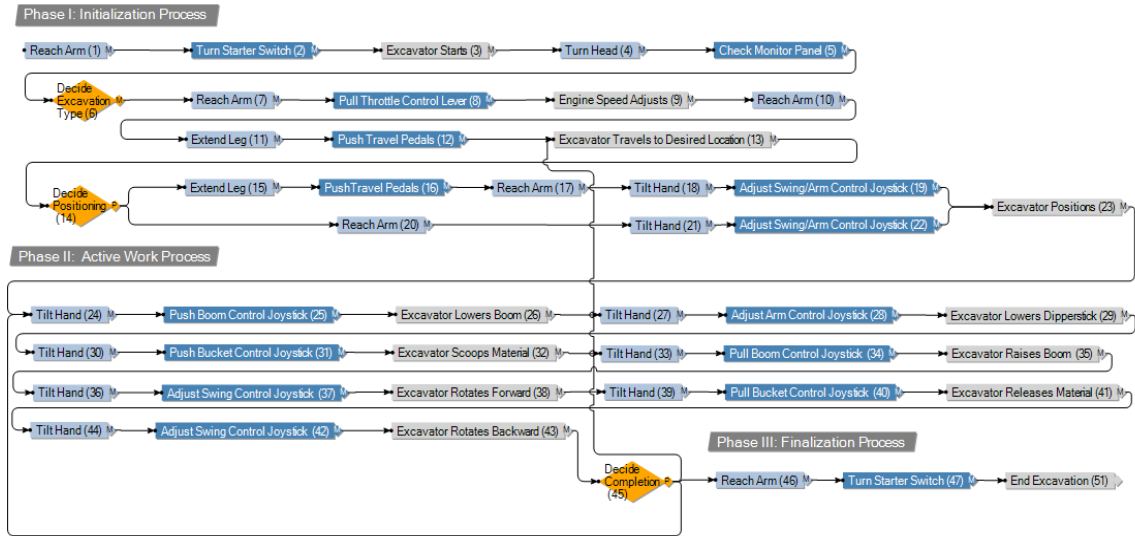 Phase I: Initialization Process
Reach Arm (1) M Turn Starter Switch (2) M Excavator Starts (3) M Turn Head (4) M Check Monitor Panel (5) M
Decide
Excavation M
Type (6)
Reach Arm (7) M Pull Throttle Control Lever (8) M Engine Speed Adjusts (9) M Reach Arm (10) M
Extend Leg (11) M Push Travel Pedals (12) M Excavator Travels to Desired Location (13) M
Decide
Positioning P
(14)
Extend Leg (15) M PushTravel Pedals (16) M Reach Arm (17) M Tilt Hand (18) M Adjust Swing/Arm Control Joystick (19) M
Excavator Positions (23) M
Reach Arm (20) M Tilt Hand (21) M Adjust Swing/Arm Control Joystick (22) M
Phase II: Active Work Process
Tilt Hand (24) M Push Boom Control Joystick (25) M Excavator Lowers Boom (26) M Tilt Hand (27) M Adjust Arm Control Joystick (28) M Excavator Lowers Dipperstick (29) M
Tilt Hand (30) M Push Bucket Control Joystick (31) M Excavator Scoops Material (32) M Tilt Hand (33) M Pull Boom Control Joystick (34) M Excavator Raises Boom (35) M
Tilt Hand (36) M Adjust Swing Control Joystick (37) M Excavator Rotates Forward (38) M Tilt Hand (39) M Pull Bucket Control Joystick (40) M Excavator Releases Material (41) M
Tilt Hand (44) M Adjust Swing Control Joystick (42) M Excavator Rotates Backward (43) M
Phase III: Finalization Process
Decide
Completion P
(45)
Reach Arm (46) M Turn Starter Switch (47) M End Excavation (51)